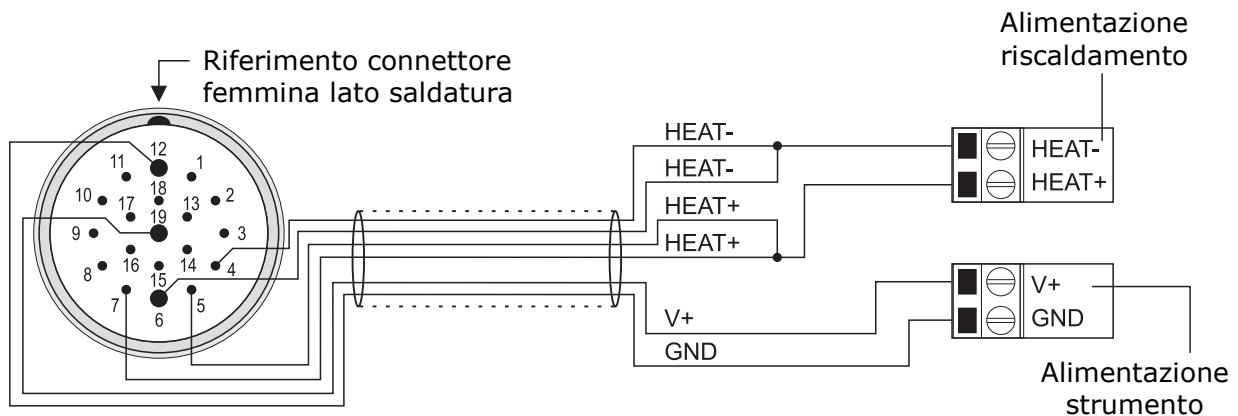 Alimentazione
riscaldamento
Riferimento connettore
femmina lato saldatura
12
11
1
10
18
2
17
13
19
9
3
8
16
14
4
15
7
5
6
HEAT-
HEAT-
HEAT+
HEAT+
V+
GND
HEAT-
HEAT+
V+
GND
Alimentazione
strumento